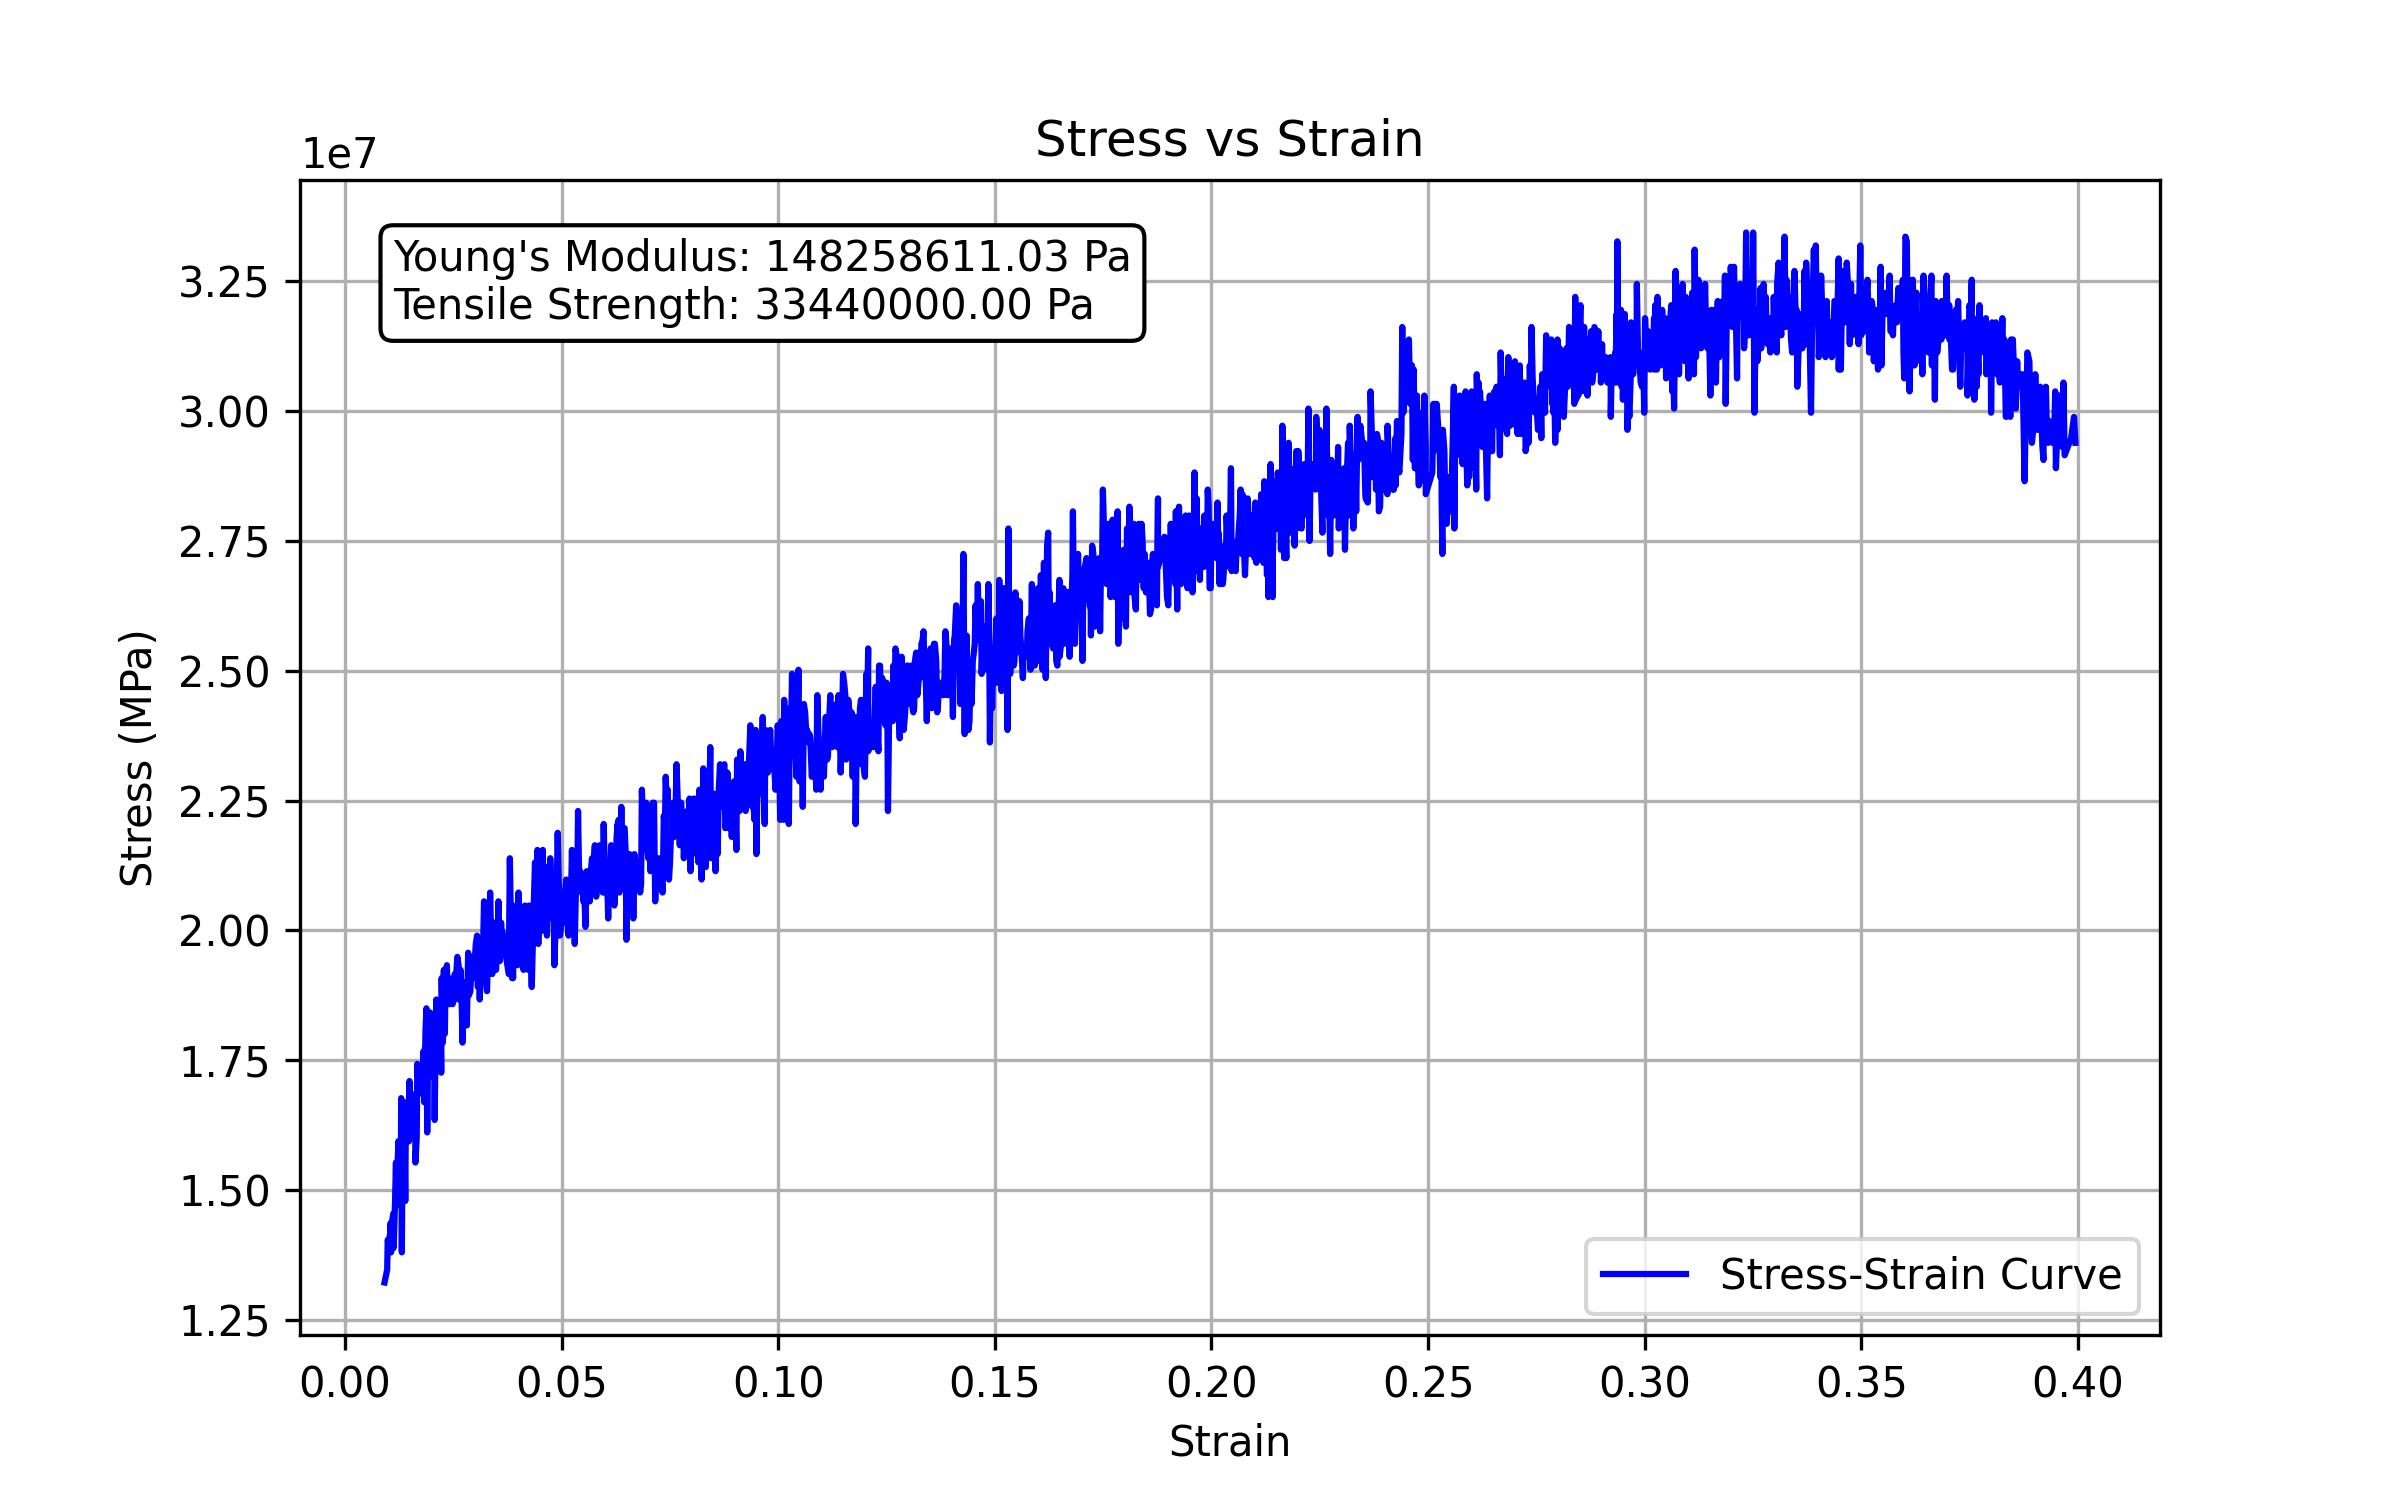 Stress vs Strain
1e7
Young's Modulus: 148258611.03 Pa
Tensile Strength: 33440000.00 Pa
3.25
3.00
2.75
2.50
2.25
2.00
1.75
1.50
1.25
Stress (MPa)
Stress-Strain Curve
0.00 0.05 0.10 0.15 0.20 0.25 0.30 0.35 0.40
Strain